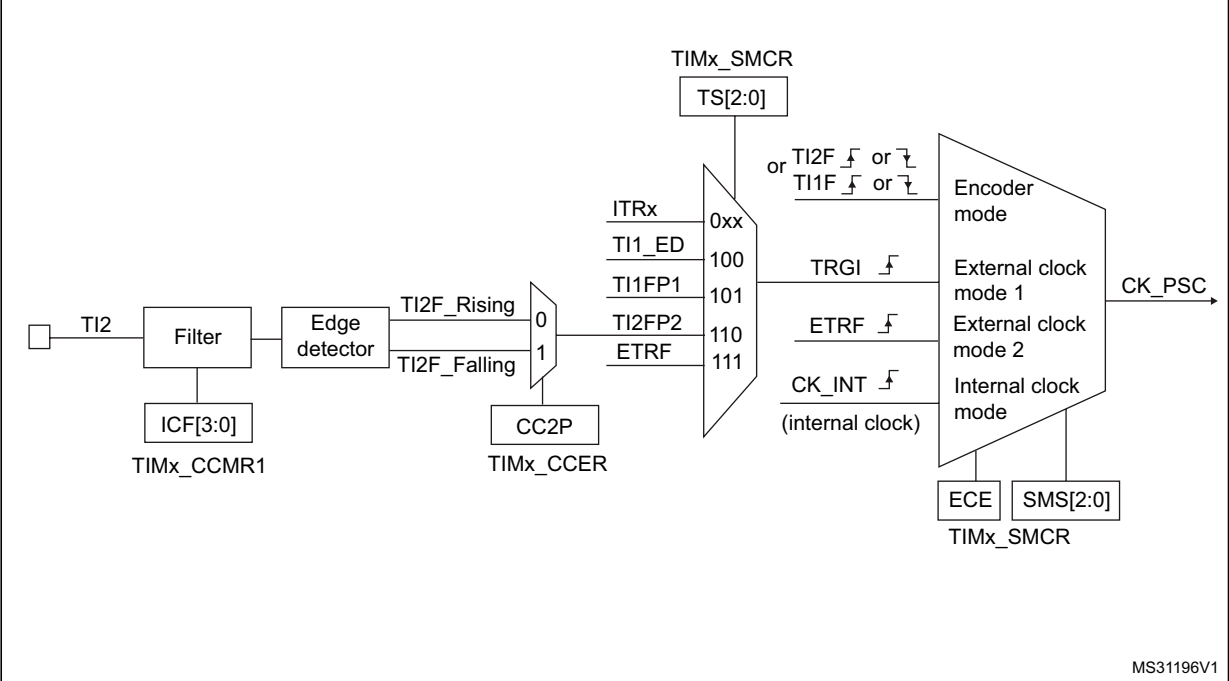 TIMx_SMCR
TS[2:0]
or TI2F or
TI1F or
Encoder
mode
ITRx
0xx
TI1_ED
100
TRGI
External clock
mode 1
CK_PSC
TI1FP1
101
TI2F_Rising
0
TI2
Filter
Edge
detector
TI2FP2
110
ETRF
External clock
mode 2
TI2F_Falling
1
ETRF
111
CK_INT
(internal clock)
Internal clock
mode
ICF[3:0]
TIMx_CCMR1
CC2P
TIMx_CCER
ECE
SMS[2:0]
TIMx_SMCR
MS31196V1